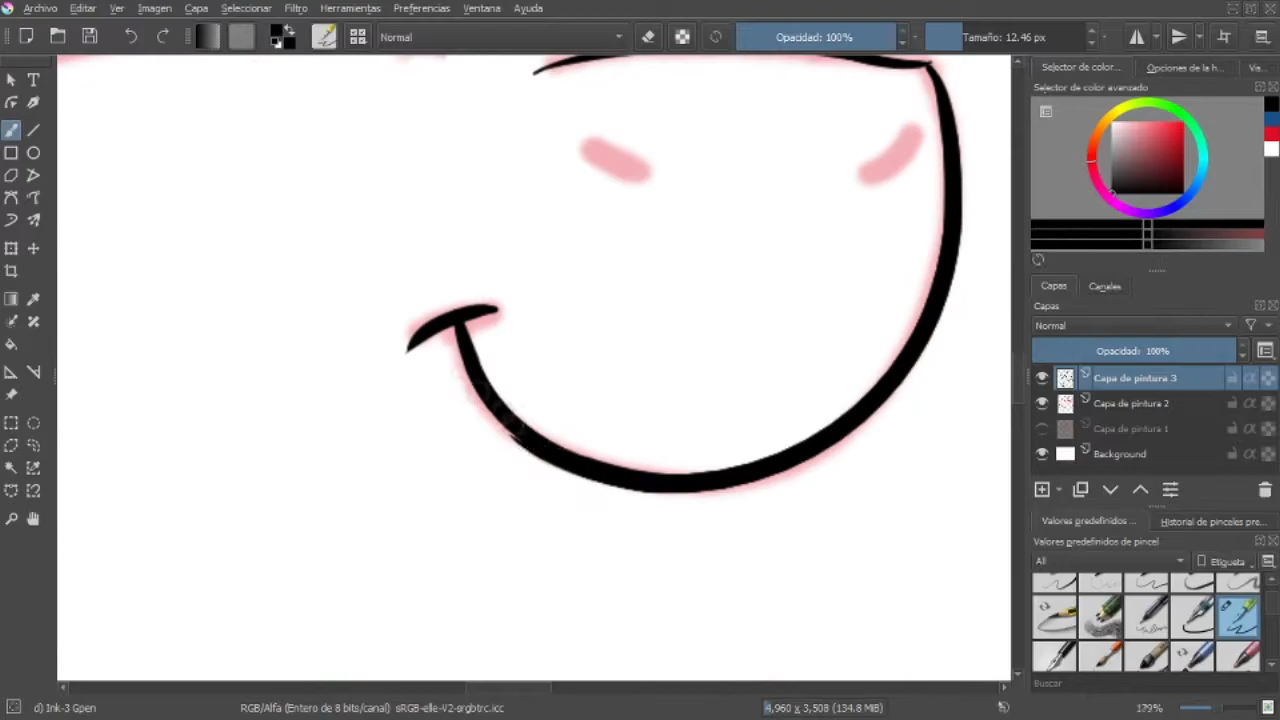 Archivo Editar Ver Imagen Capa Seleccionar Filtro Herramientas Preferencias Ventana Ayuda
Normal Opacidad: 100% Tamaño: 12.46 px
Selector de color... Opciones de la h... Va...
Selector de color avanzado
Capas Canales
Capas
Normal
Opacidad: 100%
Capa de pintura 3
Capa de pintura 2
Capa de pintura 1
Background
Valores predefinidos ... Historial de pinceles pre...
Valores predefinidos de pincel
All Etiqueta
Buscar
d) Ink-3 Gpen RGB/Alfa (Entero de 8 bits/canal) sRGB-elle-V2-srgbtrc.icc 4,960 x 3,508 (134.8 MiB) 179%